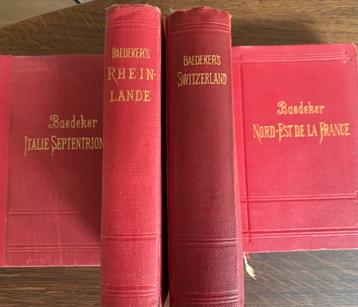 Baedeker
ITALIE SEPTENTRION
BAEDEKER'S
RHEIN-
LANDE
BAEDEKER'S
SWITZERLAND
Baedeker
NORD-EST DE LA FRANCE